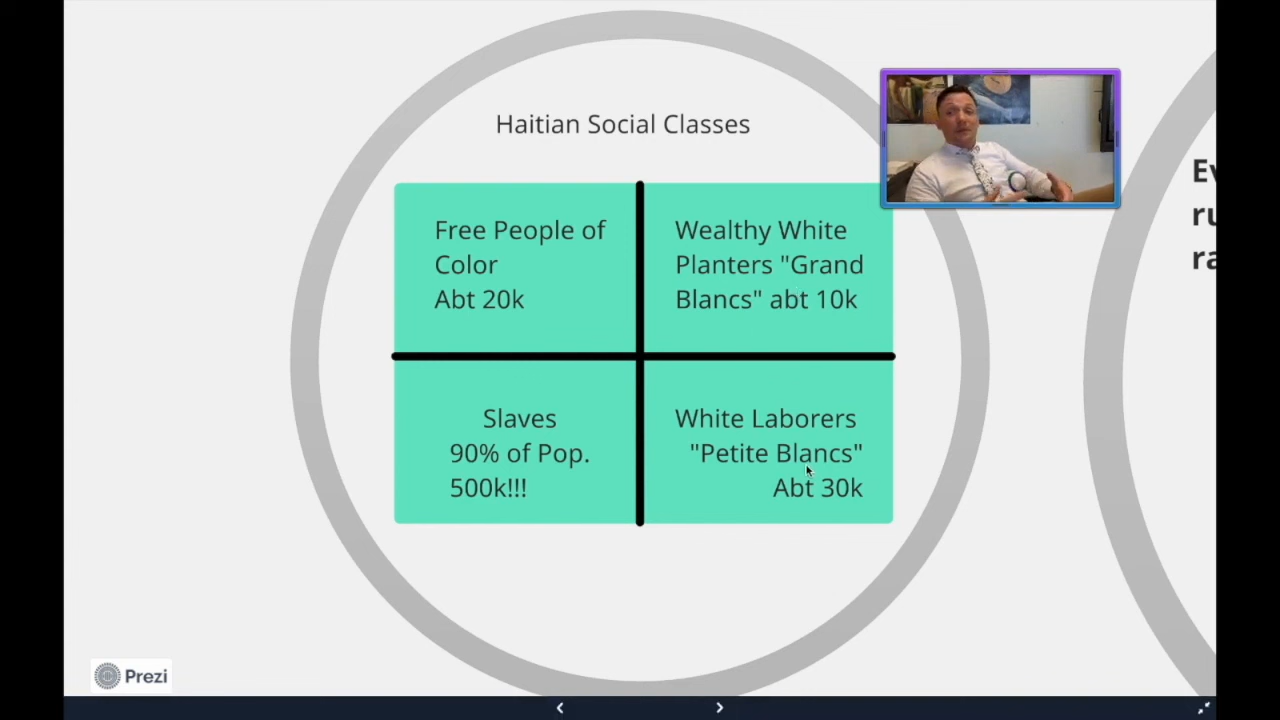 Haitian Social Classes
Free People of
Color
Abt 20k
Wealthy White
Planters "Grand
Blancs" abt 10k
Slaves
90% of Pop.
500k!!!
White Laborers
"Petite Blancs"
Abt 30k
Prezi